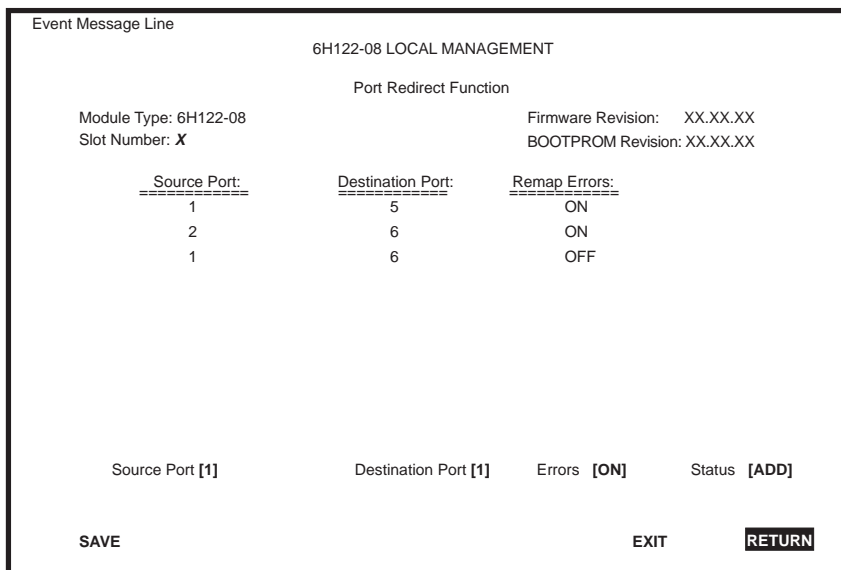 Event Message Line
6H122-08 LOCAL MANAGEMENT
Port Redirect Function
Module Type: 6H122-08 Firmware Revision: XX.XX.XX
Slot Number: X BOOTPROM Revision: XX.XX.XX
Source Port: Destination Port: Remap Errors:
============ ============ ============
1 5 ON
2 6 ON
1 6 OFF
Source Port [1] Destination Port [1] Errors [ON] Status [ADD]
SAVE EXIT RETURN